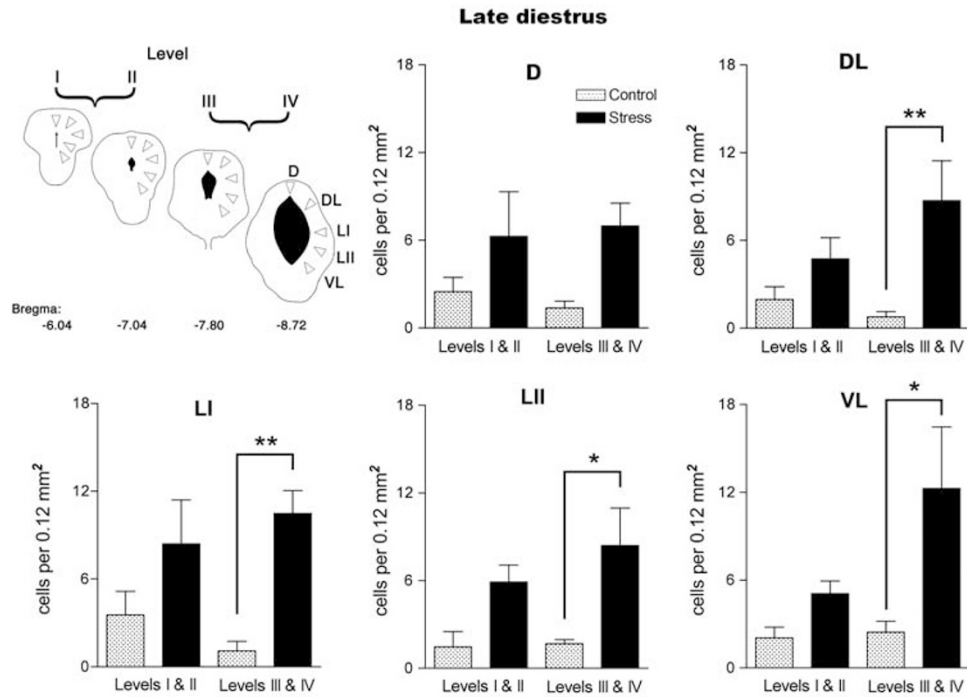 Late diestrus
Level
I II
III IV
D
DL
LI
LII
VL
Bregma:
-6.04 -7.04 -7.80 -8.72
D
Control
Stress
18
12
6
0
cells per 0.12 mm²
Levels I & II Levels III & IV
DL
**
18
12
6
0
cells per 0.12 mm²
Levels I & II Levels III & IV
LI
**
18
12
6
0
cells per 0.12 mm²
Levels I & II Levels III & IV
LII
*
18
12
6
0
cells per 0.12 mm²
Levels I & II Levels III & IV
VL
*
18
12
6
0
cells per 0.12 mm²
Levels I & II Levels III & IV